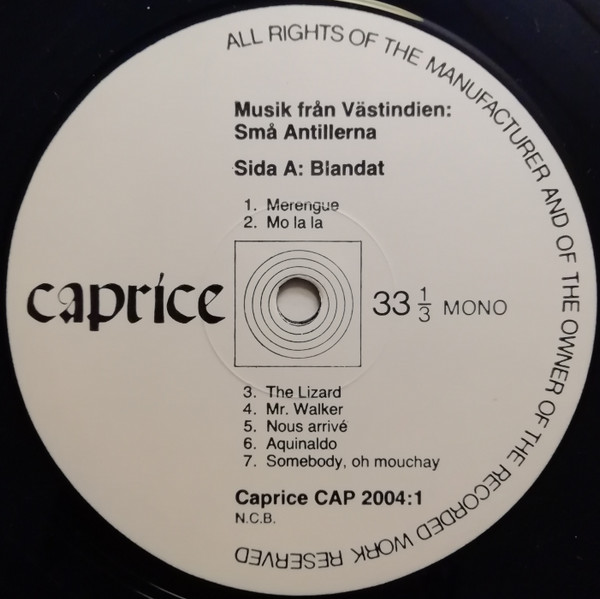 ALL RIGHTS OF THE MANUFACTURER AND OF THE OWNER OF THE RECORDED WORK RESERVED
Musik från Västindien:
Små Antillerna
Sida A: Blandat
1. Merengue
2. Mo la la
caprice
33 1/3 MONO
3. The Lizard
4. Mr. Walker
5. Nous arrivé
6. Aquinaldo
7. Somebody, oh mouchay
Caprice CAP 2004:1
N.C.B.